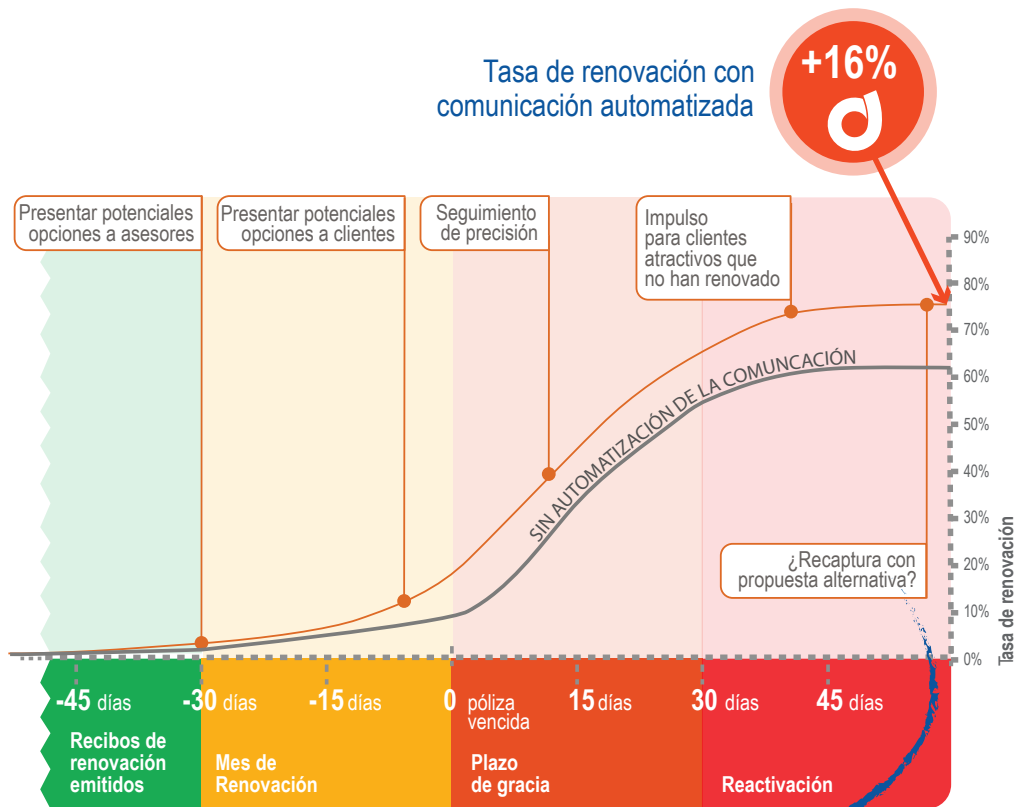 Tasa de renovación con
comunicación automatizada
+16%
Presentar potenciales
opciones a asesores
Presentar potenciales
opciones a clientes
Seguimiento
de precisión
Impulso
para clientes
atractivos que
no han renovado
90%
80%
70%
60%
50%
40%
30%
20%
10%
0%
Tasa de renovación
SIN AUTOMATIZACIÓN DE LA COMUNCACIÓN
¿Recaptura con
propuesta alternativa?
-45 días
-30 días
-15 días
0 póliza
vencida
15 días
30 días
45 días
Recibos de
renovación
emitidos
Mes de
Renovación
Plazo
de gracia
Reactivación